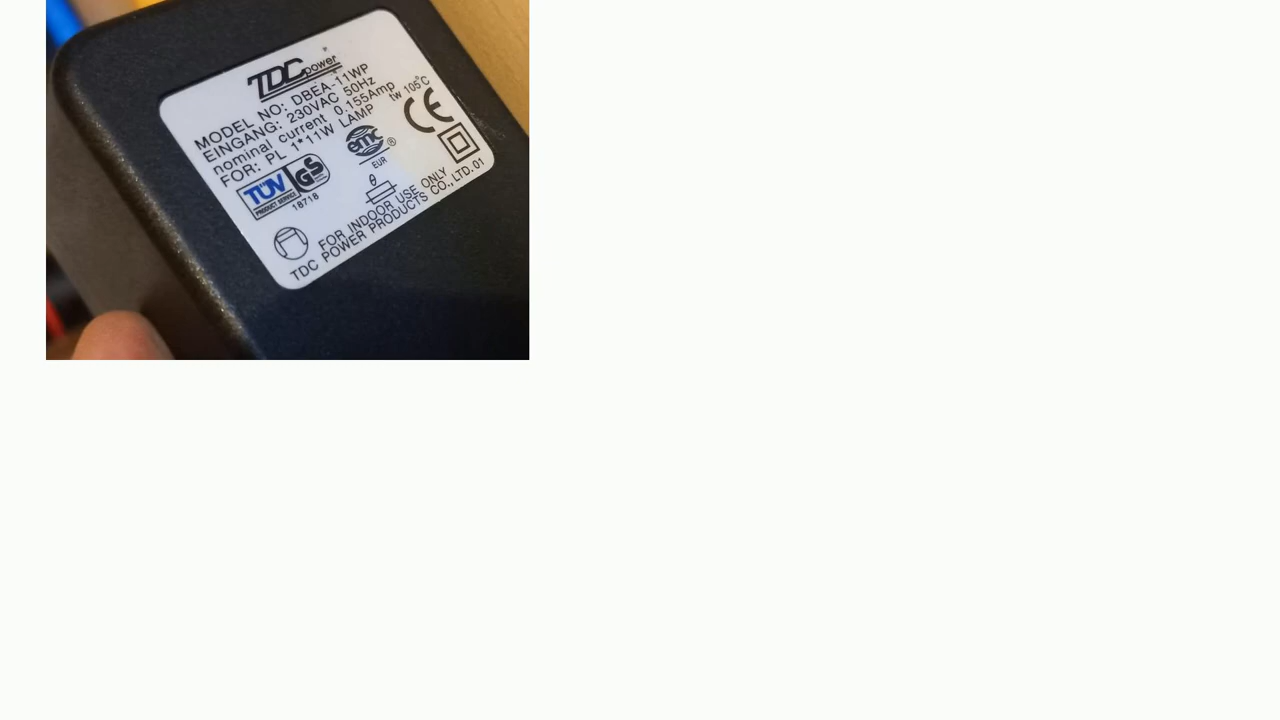 TDC power
MODEL NO: DBEA-11WP
EINGANG: 230VAC 50Hz
nominal current 0.155Amp
tw 105°C
FOR: PL 1*11W LAMP
CE
TÜV
PRODUCT SERVICE
GS
18718
emc ®
EUR
θ
FOR INDOOR USE ONLY
TDC POWER PRODUCTS CO., LTD. 01